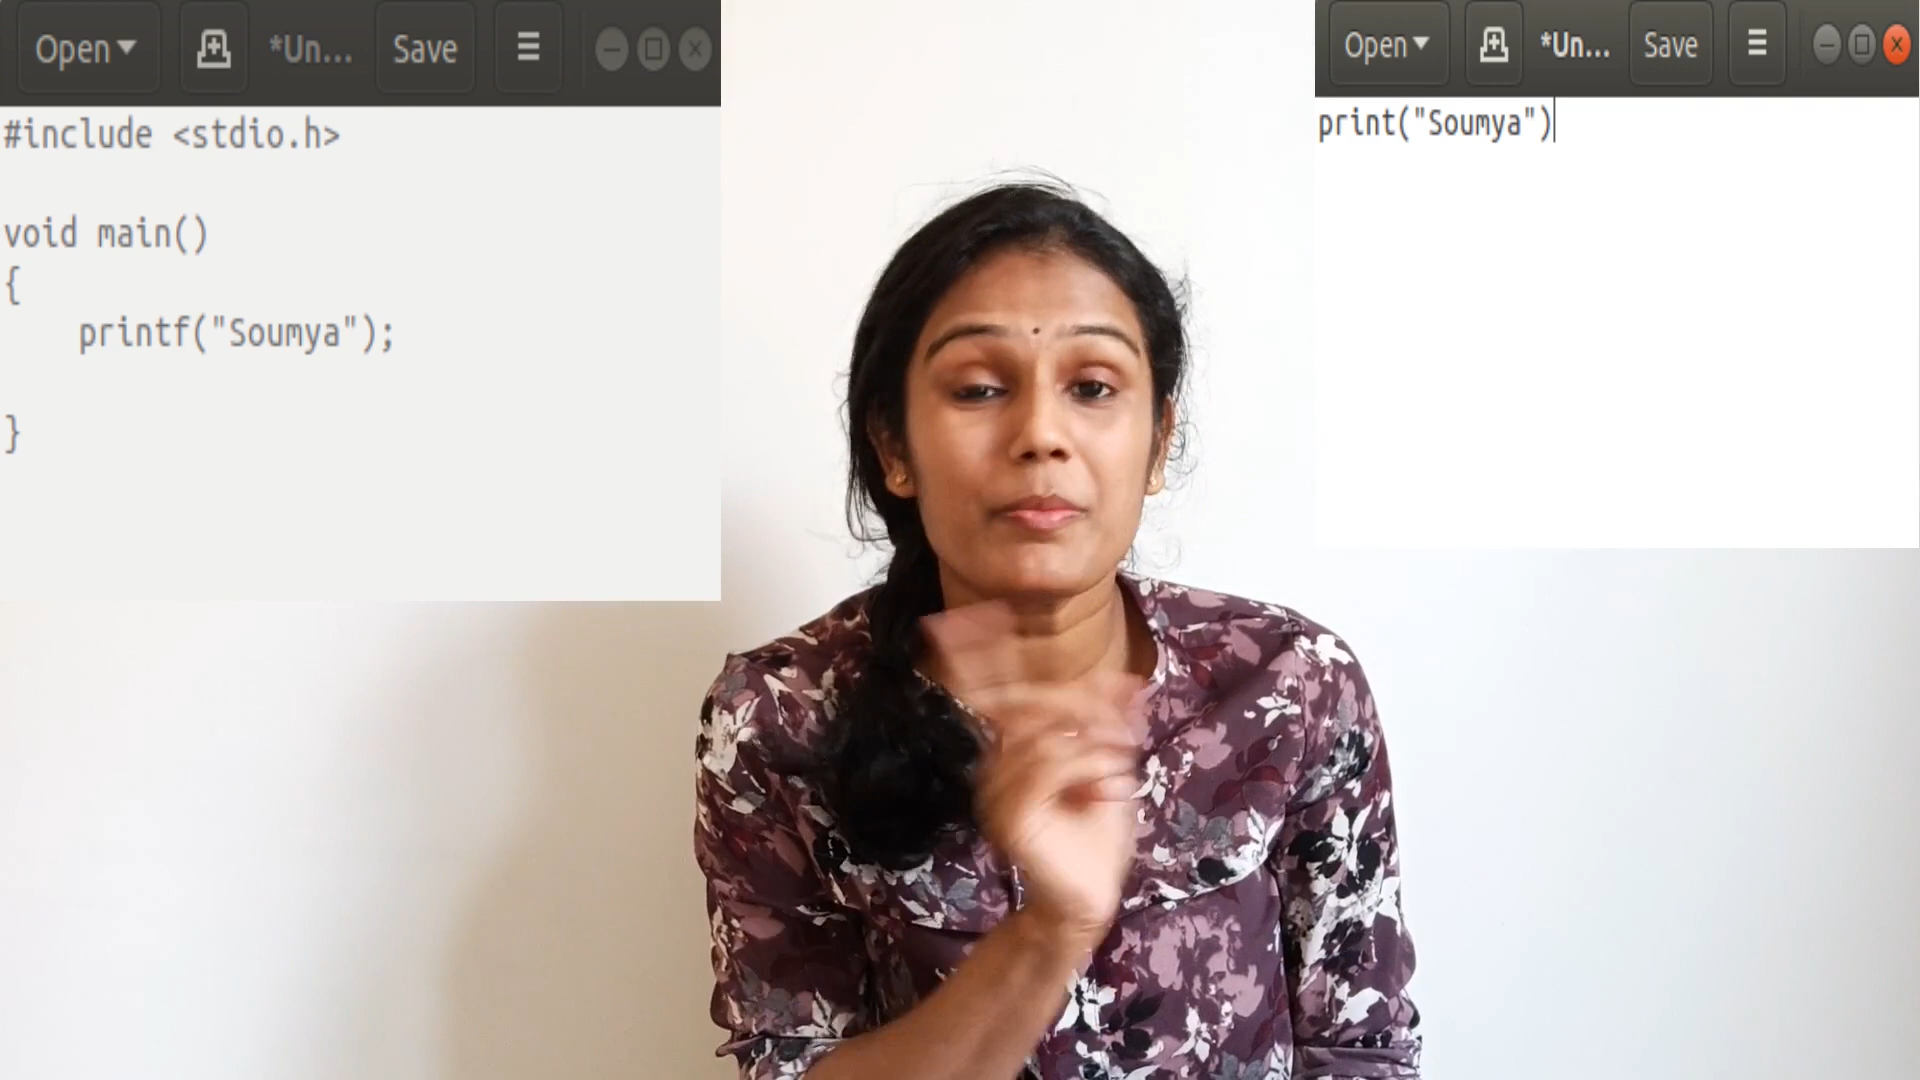 Open *Un... Save
#include <stdio.h>
void main()
{
printf("Soumya");
}
Open *Un... Save
print("Soumya")